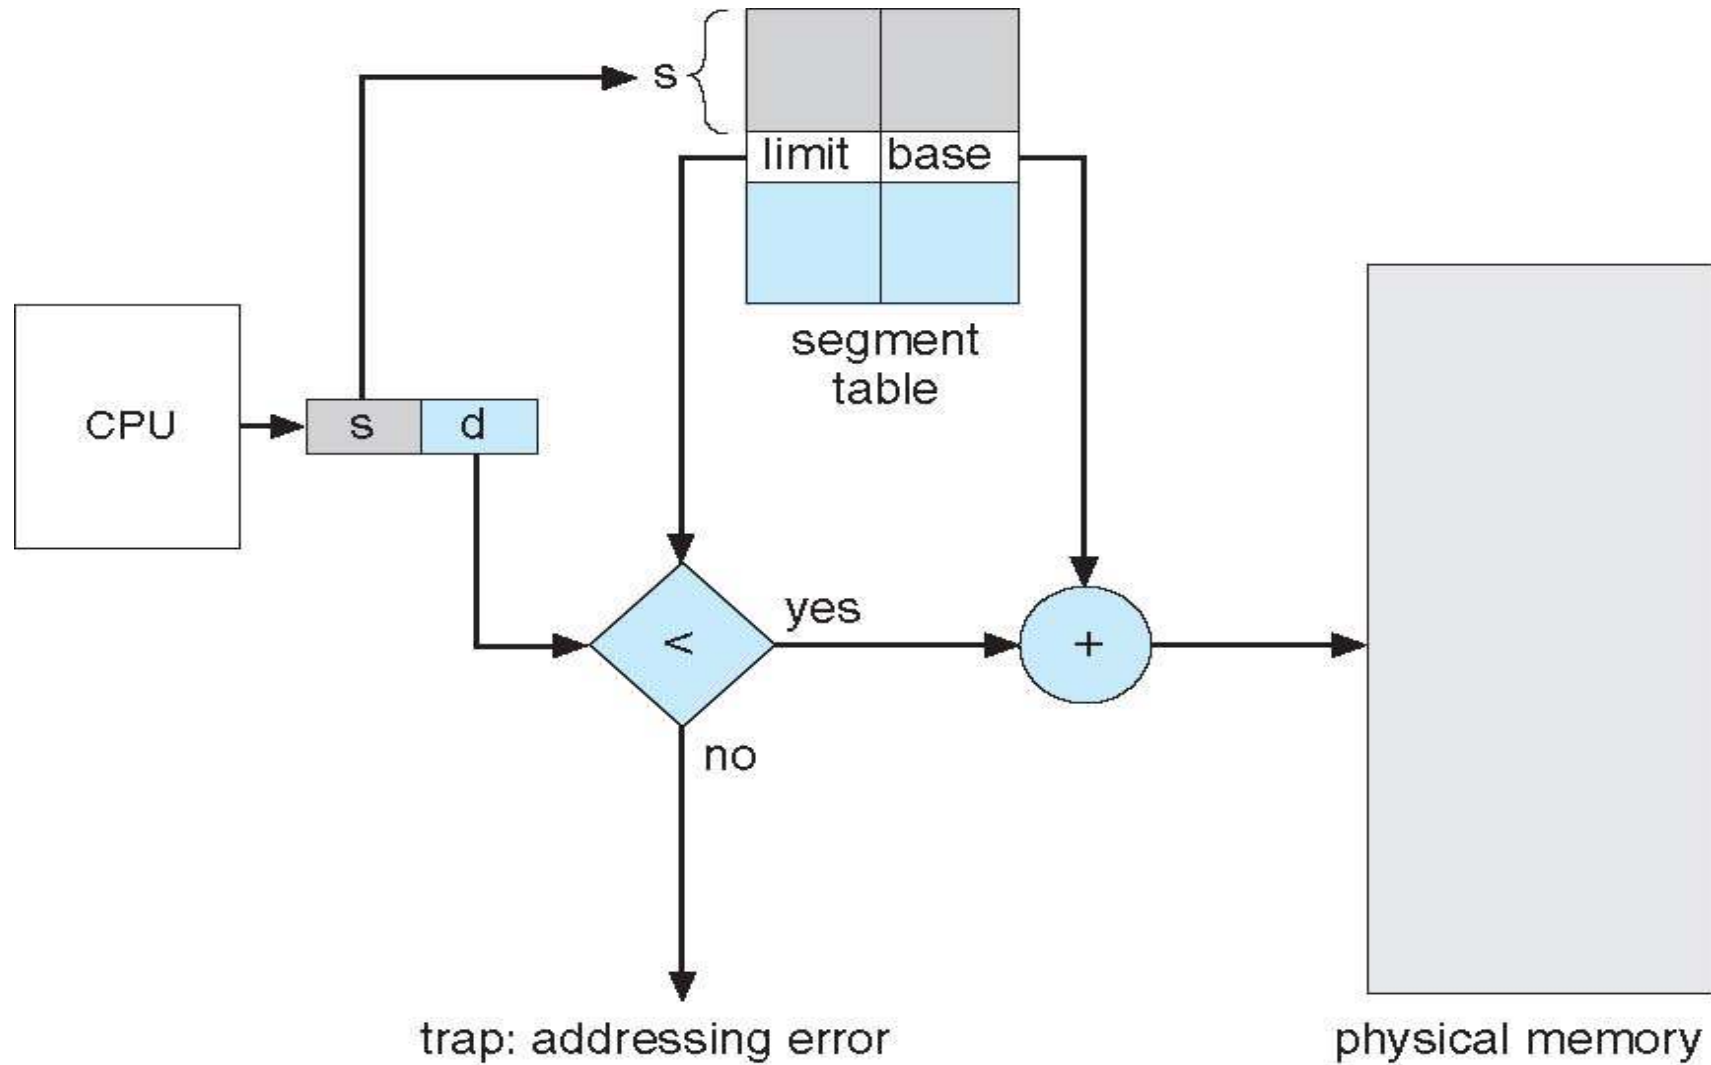 s
limit base
segment
table
CPU
s d
yes
<
+
no
trap: addressing error
physical memory